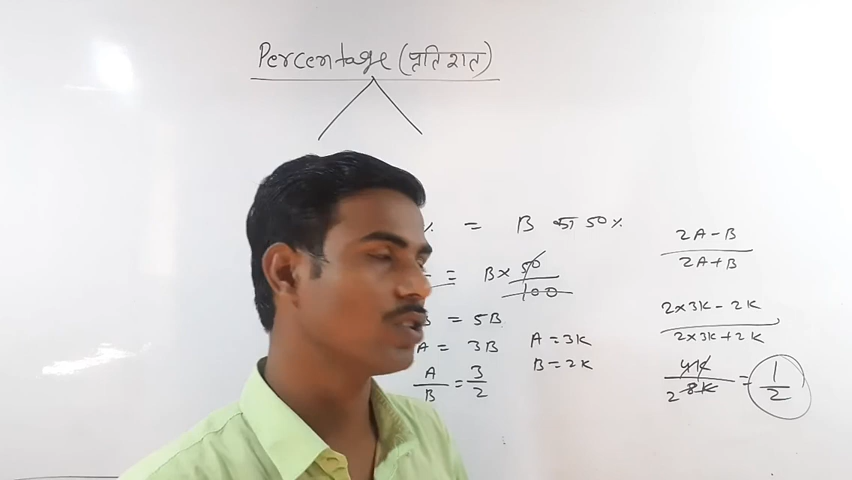 Percentage (प्रतिशत)
% = B का 50%
= B × 50/100
= 5B
A = 3B
A/B = 3/2
A = 3K
B = 2K
2A - B / 2A + B
2×3K - 2K / 2×3K + 2K
4K / 8K 2 = 1/2